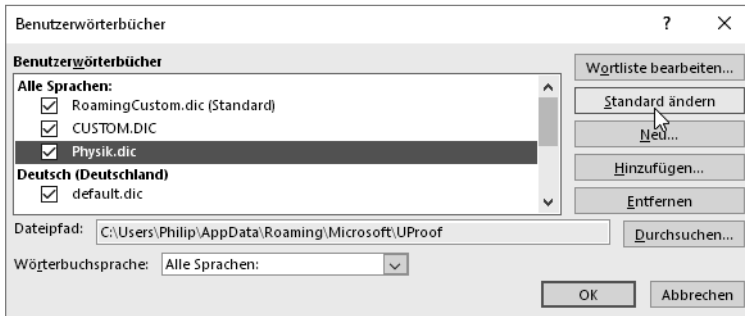 Benutzerwörterbücher ? ×
Benutzerwörterbücher
Alle Sprachen:
RoamingCustom.dic (Standard)
CUSTOM.DIC
Physik.dic
Deutsch (Deutschland)
default.dic
Wortliste bearbeiten...
Standard ändern
Neu...
Hinzufügen...
Entfernen
Dateipfad: C:\Users\Philip\AppData\Roaming\Microsoft\UProof Durchsuchen...
Wörterbuchsprache: Alle Sprachen:
OK Abbrechen